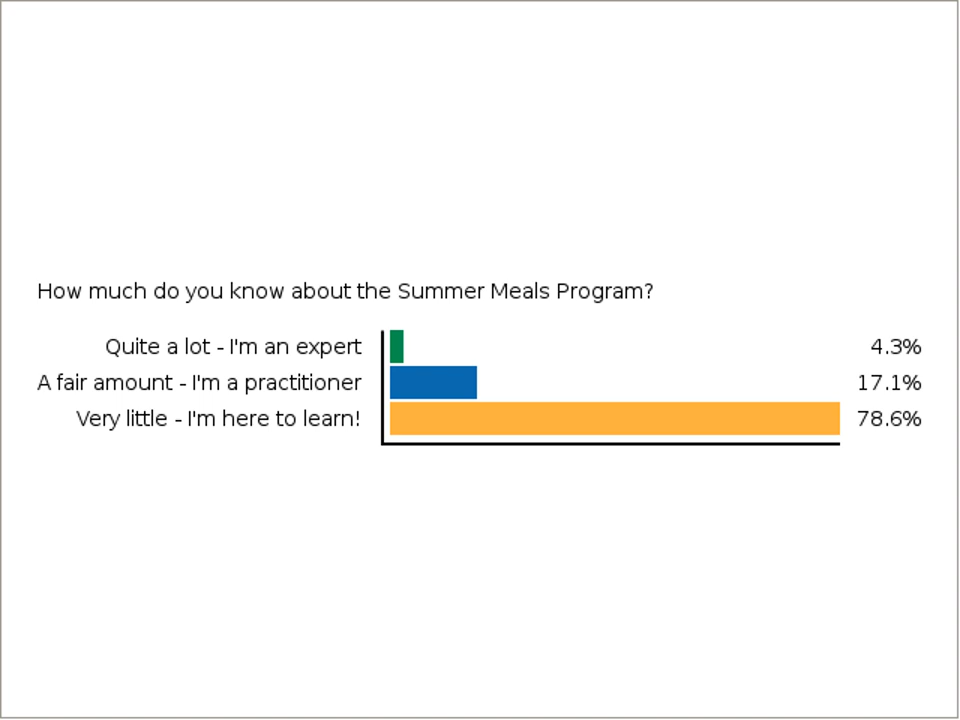 How much do you know about the Summer Meals Program?
Quite a lot - I'm an expert 4.3%
A fair amount - I'm a practitioner 17.1%
Very little - I'm here to learn! 78.6%